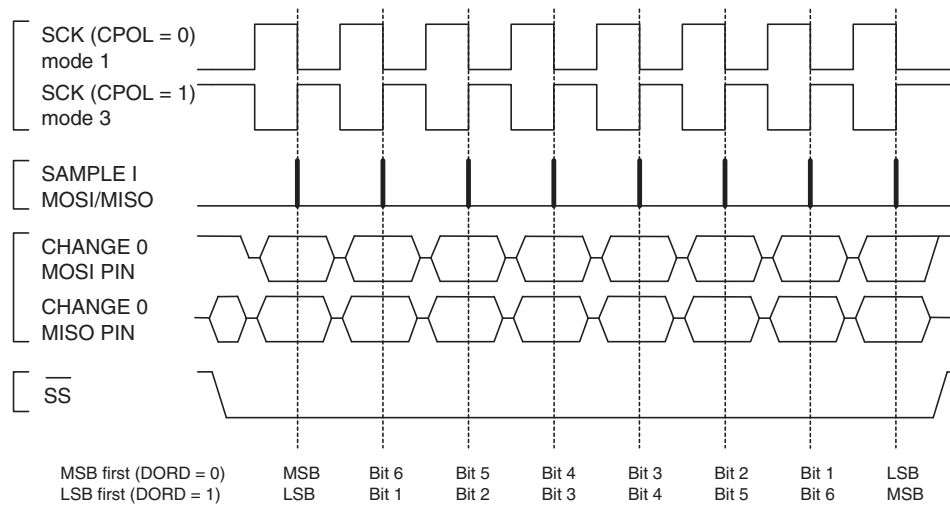 SCK (CPOL = 0)
mode 1
SCK (CPOL = 1)
mode 3
SAMPLE I
MOSI/MISO
CHANGE 0
MOSI PIN
CHANGE 0
MISO PIN
SS
MSB first (DORD = 0) MSB Bit 6 Bit 5 Bit 4 Bit 3 Bit 2 Bit 1 LSB
LSB first (DORD = 1) LSB Bit 1 Bit 2 Bit 3 Bit 4 Bit 5 Bit 6 MSB